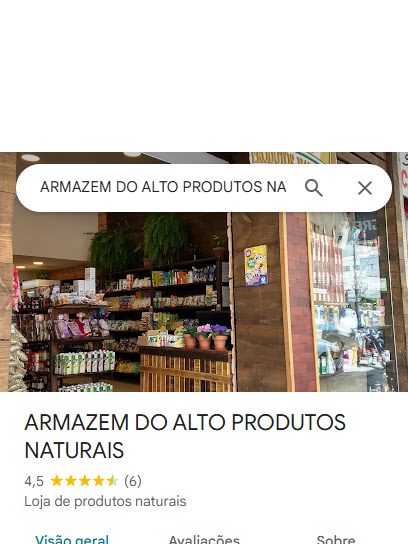 ARMAZEM DO ALTO PRODUTOS NA
ARMAZEM DO ALTO PRODUTOS
NATURAIS
4,5 (6)
Loja de produtos naturais
Visão geral Avaliações Sobre